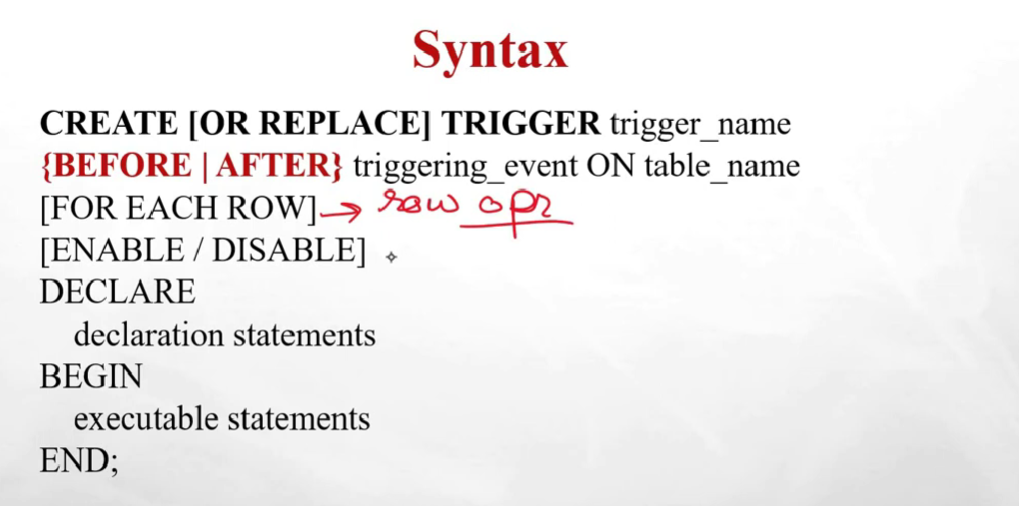 Syntax
CREATE [OR REPLACE] TRIGGER trigger_name
{BEFORE | AFTER} triggering_event ON table_name
[FOR EACH ROW] → row opr
[ENABLE / DISABLE]
DECLARE
declaration statements
BEGIN
executable statements
END;